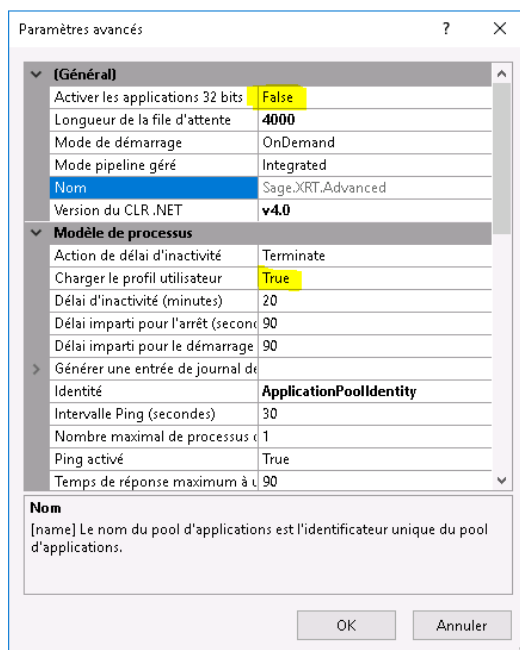 Paramètres avancés ? ×
(Général)
Activer les applications 32 bits False
Longueur de la file d'attente 4000
Mode de démarrage OnDemand
Mode pipeline géré Integrated
Nom Sage.XRT.Advanced
Version du CLR .NET v4.0
Modèle de processus
Action de délai d'inactivité Terminate
Charger le profil utilisateur True
Délai d'inactivité (minutes) 20
Délai imparti pour l'arrêt (secon 90
Délai imparti pour le démarrage 90
Générer une entrée de journal de
Identité ApplicationPoolIdentity
Intervalle Ping (secondes) 30
Nombre maximal de processus 1
Ping activé True
Temps de réponse maximum à 90
Nom
[name] Le nom du pool d'applications est l'identificateur unique du pool
d'applications.
OK Annuler